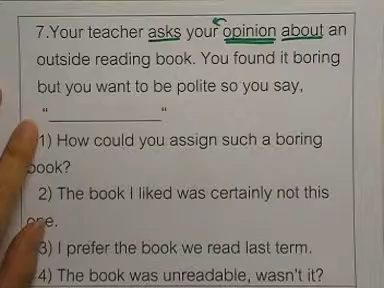 7.Your teacher asks your opinion about an
outside reading book. You found it boring
but you want to be polite so you say,
"____________"
1) How could you assign such a boring
book?
2) The book I liked was certainly not this
one.
3) I prefer the book we read last term.
4) The book was unreadable, wasn't it?